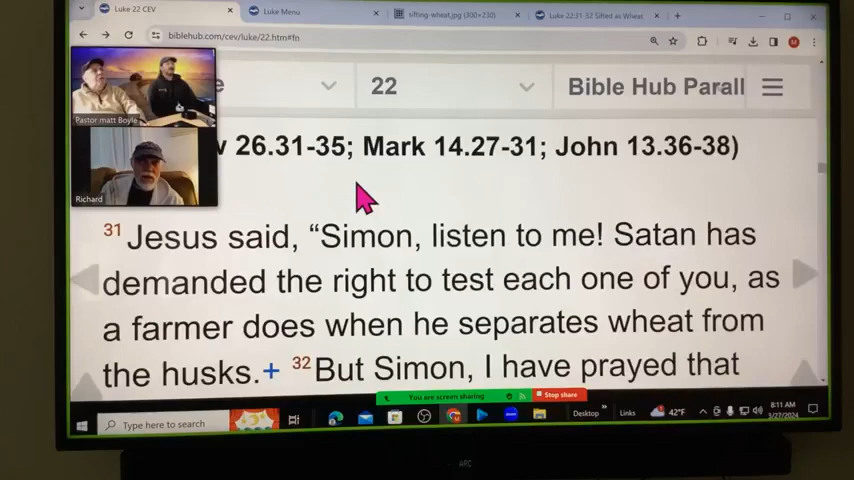 Luke 22 CEV
Luke Menu
sifting-wheat.jpg (300×230)
Luke 22:31-32 Sifted as Wheat
biblehub.com/cev/luke/22.htm#fn
22
Bible Hub Parall
26.31-35; Mark 14.27-31; John 13.36-38)
Pastor matt Boyle
Richard
31 Jesus said, “Simon, listen to me! Satan has
demanded the right to test each one of you, as
a farmer does when he separates wheat from
the husks.+ 32 But Simon, I have prayed that
You are screen sharing
Stop share
Type here to search
Desktop
Links
42°F
8:11 AM
3/27/2024